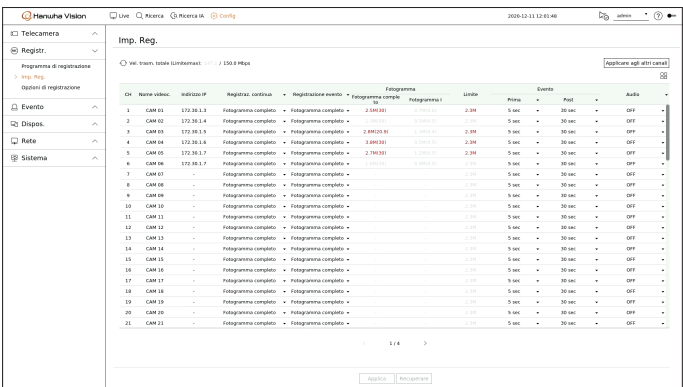 Hanwha Vision Live Ricerca Ricerca IA Config 2020-12-11 12:01:48 admin
Telecamera
Registr.
Programma di registrazione
Imp. Reg.
Opzioni di registrazione
Evento
Dispos.
Rete
Sistema
Imp. Reg.
Vel. trasm. totale (Limite/max): / 150.0 Mbps
Applicare agli altri canali
CH Nome videoc. Indirizzo IP Registraz. continua Registrazione evento Fotogramma Limite Evento Audio
Fotogramma completo Fotogramma I Prima Post
1 CAM 01 172.30.1.3 Fotogramma completo Fotogramma completo 2.5M(30) 2.3M 5 sec 30 sec OFF
2 CAM 02 172.30.1.4 Fotogramma completo Fotogramma completo 5 sec 30 sec OFF
3 CAM 03 172.30.1.5 Fotogramma completo Fotogramma completo 2.8M(20.9) 2.3M 5 sec 30 sec OFF
4 CAM 04 172.30.1.6 Fotogramma completo Fotogramma completo 3.8M(30) 2.3M 5 sec 30 sec OFF
5 CAM 05 172.30.1.7 Fotogramma completo Fotogramma completo 2.7M(30) 2.3M 5 sec 30 sec OFF
6 CAM 06 172.30.1.7 Fotogramma completo Fotogramma completo 5 sec 30 sec OFF
7 CAM 07 - Fotogramma completo Fotogramma completo 5 sec 30 sec OFF
8 CAM 08 - Fotogramma completo Fotogramma completo 5 sec 30 sec OFF
9 CAM 09 - Fotogramma completo Fotogramma completo 5 sec 30 sec OFF
10 CAM 10 - Fotogramma completo Fotogramma completo 5 sec 30 sec OFF
11 CAM 11 - Fotogramma completo Fotogramma completo 5 sec 30 sec OFF
12 CAM 12 - Fotogramma completo Fotogramma completo 5 sec 30 sec OFF
13 CAM 13 - Fotogramma completo Fotogramma completo 5 sec 30 sec OFF
14 CAM 14 - Fotogramma completo Fotogramma completo 5 sec 30 sec OFF
15 CAM 15 - Fotogramma completo Fotogramma completo 5 sec 30 sec OFF
16 CAM 16 - Fotogramma completo Fotogramma completo 5 sec 30 sec OFF
17 CAM 17 - Fotogramma completo Fotogramma completo 5 sec 30 sec OFF
18 CAM 18 - Fotogramma completo Fotogramma completo 5 sec 30 sec OFF
19 CAM 19 - Fotogramma completo Fotogramma completo 5 sec 30 sec OFF
20 CAM 20 - Fotogramma completo Fotogramma completo 5 sec 30 sec OFF
21 CAM 21 - Fotogramma completo Fotogramma completo 5 sec 30 sec OFF
1 / 4
Applica Recuperare